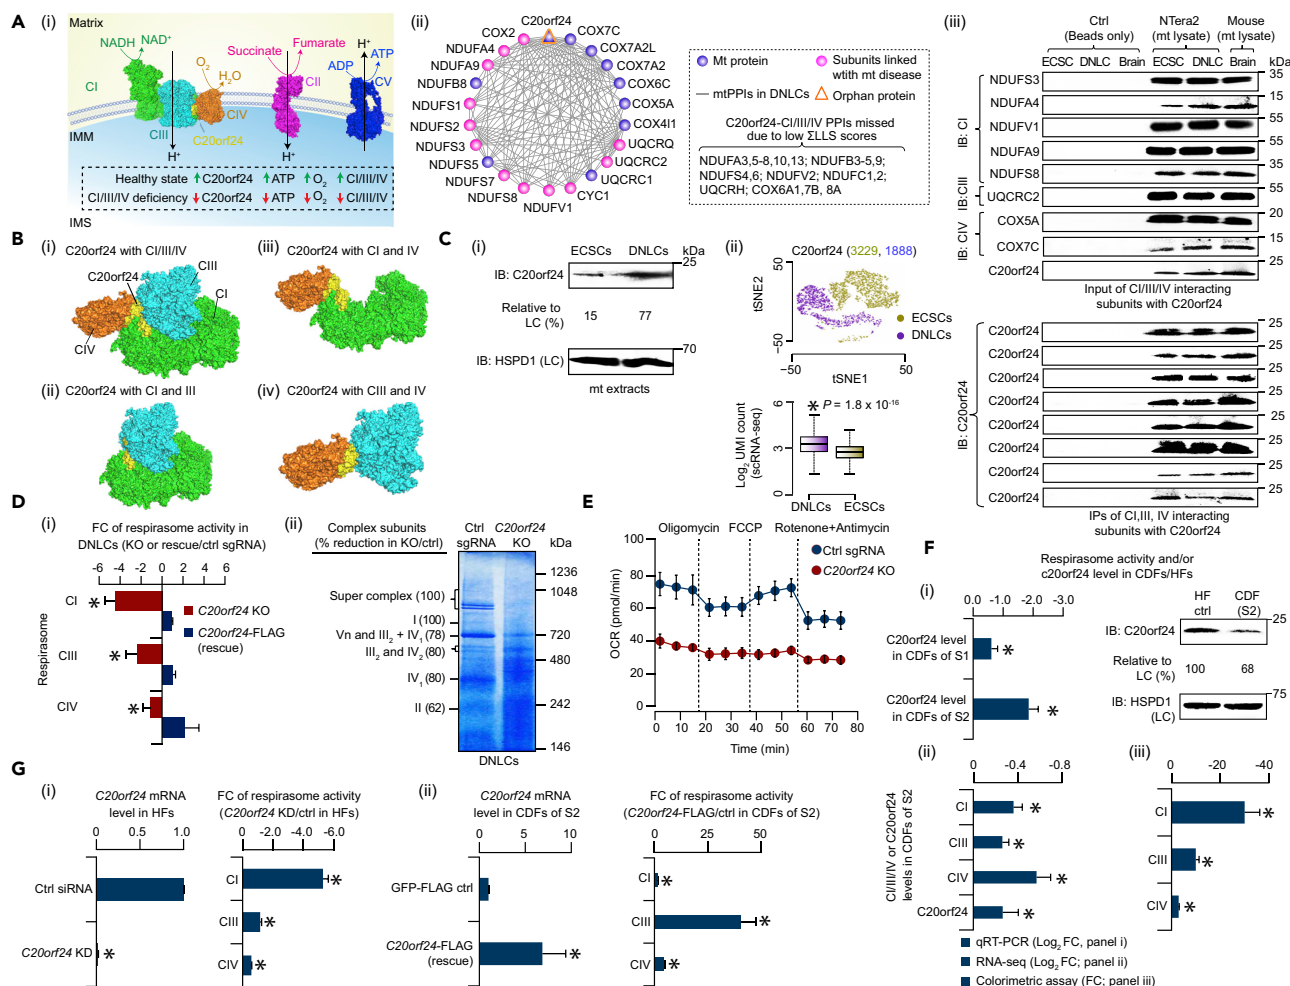 A
(i)
Matrix
NADH
NAD⁺
CI
Succinate
Fumarate
H⁺
ATP
ADP
CV
O₂
H₂O
CII
CIV
CIII
C20orf24
IMM
H⁺
H⁺
Healthy state C20orf24 ATP O₂ CI/III/IV
CI/III/IV deficiency C20orf24 ATP O₂ CI/III/IV
IMS
(ii)
C20orf24
COX7C
COX7A2L
COX7A2
COX6C
COX5A
COX4I1
UQCRQ
UQCRC2
UQCRC1
CYC1
NDUFV1
NDUFS8
NDUFS7
NDUFS5
NDUFS3
NDUFS2
NDUFS1
NDUFB8
NDUFA9
NDUFA4
COX2
Mt protein
Subunits linked
wtith mt disease
mtPPIs in DNLCs
Orphan protein
C20orf24-CI/III/IV PPIs missed
due to low ΣLLS scores
NDUFA3,5-8,10,13; NDUFB3-5,9;
NDUFS4,6; NDUFV2; NDUFC1,2;
UQCRH; COX6A1,7B, 8A
(iii)
Ctrl
(Beads only)
NTera2
(mt lysate)
Mouse
(mt lysate)
ECSC DNLC Brain ECSC DNLC Brain kDa
IB: CI
NDUFS3 35
NDUFA4 15
NDUFV1 55
NDUFA9 55
NDUFS8 35
IB:CIII
UQCRC2 55
IB: CIV
COX5A 20
COX7C 15
C20orf24 25
Input of CI/III/IV interacting
subunits with C20orf24
IB: C20orf24
C20orf24 25
C20orf24 25
C20orf24 25
C20orf24 25
C20orf24 25
C20orf24 25
C20orf24 25
C20orf24 25
IPs of CI,III, IV interacting
subunits with C20orf24
B
(i)
C20orf24 with CI/III/IV
C20orf24
CIII
CI
CIV
(iii)
C20orf24 with CI and IV
(ii)
C20orf24 with CI and III
(iv)
C20orf24 with CIII and IV
C
(i)
ECSCs DNLCs kDa
IB: C20orf24 25
Relative to
LC (%)
15 77
IB: HSPD1 (LC) 70
mt extracts
(ii)
C20orf24 (3229, 1888)
50
tSNE2
−50
−50 50
tSNE1
ECSCs
DNLCs
* P = 1.8 x 10⁻¹⁶
Log₂ UMI count
(scRNA-seq)
6
3
0
DNLCs
ECSCs
D
(i)
FC of respirasome activity in
DNLCs (KO or rescue/ctrl sgRNA)
-6 -4 -2 0 2 4 6
Respirasome
CI *
CIII *
CIV *
C20orf24 KO
C20orf24-FLAG
(rescue)
(ii)
Complex subunits
(% reduction in KO/ctrl)
Ctrl
sgRNA
C20orf24
KO
kDa
1236
1048
720
480
242
146
Super complex (100)
I (100)
Vn and III₂ + IV₁ (78)
III₂ and IV₂ (80)
IV₁ (80)
II (62)
DNLCs
E
Oligomycin FCCP Rotenone+Antimycin
Ctrl sgRNA
C20orf24 KO
OCR (pmol/min)
100
80
60
40
20
0
0 10 20 30 40 50 60 70 80
Time (min)
F
Respirasome activity and/or
c20orf24 level in CDFs/HFs
(i)
0 -1.0 -2.0 -3.0
C20orf24 level
in CDFs of S1
*
C20orf24 level
in CDFs of S2
*
HF
ctrl
CDF
(S2)
IB: C20orf24 25
Relative to
LC (%)
100 68
IB: HSPD1
(LC)
75
(ii)
0 -0.4 -0.8
CI/III/IV or C20orf24
levels in CDFs of S2
CI *
CIII *
CIV *
C20orf24 *
(iii)
0 -20 -40
CI *
CIII *
CIV *
qRT-PCR (Log₂ FC, panel i)
RNA-seq (Log₂ FC; panel ii)
Colorimetric assay (FC; panel iii)
G
(i)
C20orf24 mRNA
level in HFs
0 0.5 1.0
Ctrl siRNA
C20orf24 KD *
FC of respirasome activity
(C20orf24 KD/ctrl in HFs)
0 -2.0 -4.0 -6.0
CI *
CIII *
CIV *
(ii)
C20orf24 mRNA
level in CDFs of S2
0 5 10
GFP-FLAG ctrl
C20orf24-FLAG
(rescue)
*
FC of respirasome activity
(C20orf24-FLAG/ctrl in CDFs of S2)
0 25 50
CI *
CIII *
CIV *